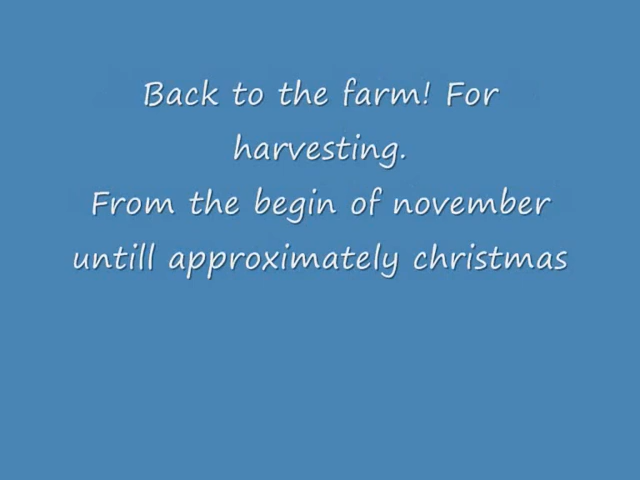 Back to the farm! For
harvesting.
From the begin of november
untill approximately christmas